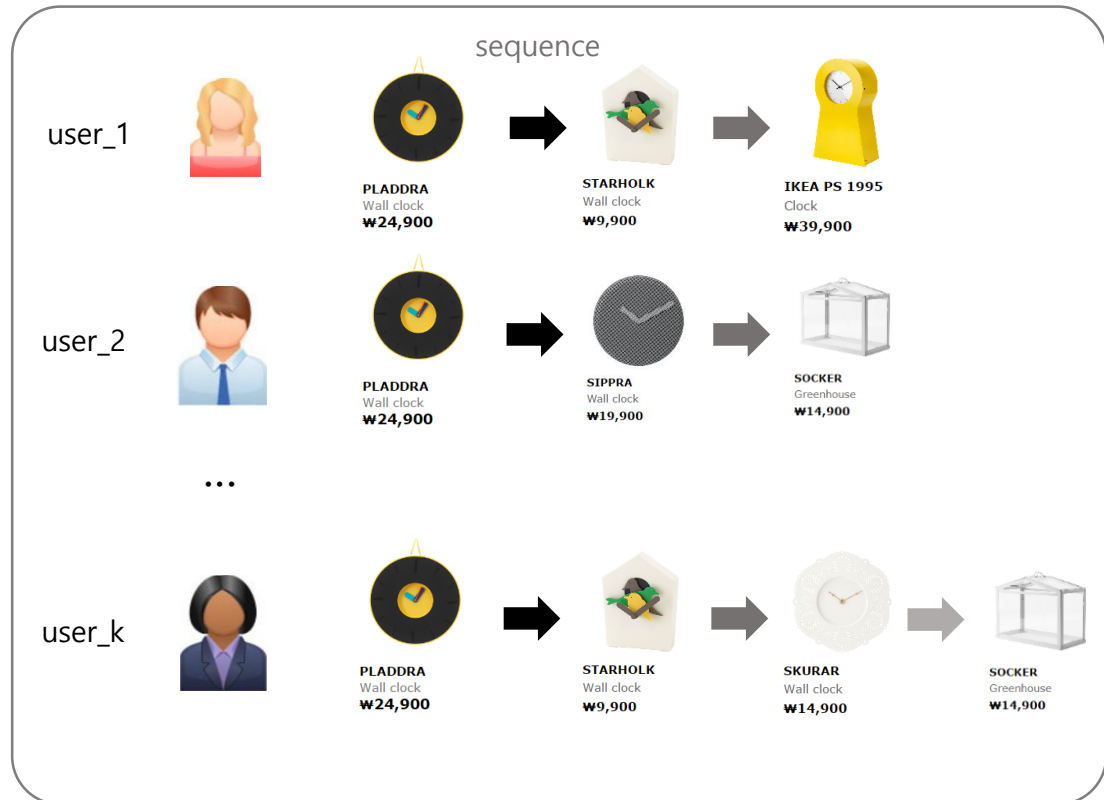 sequence
user_1
PLADDRA
Wall clock
₩24,900
STARHOLK
Wall clock
₩9,900
IKEA PS 1995
Clock
₩39,900
user_2
PLADDRA
Wall clock
₩24,900
SIPPRA
Wall clock
₩19,900
SOCKER
Greenhouse
₩14,900
...
user_k
PLADDRA
Wall clock
₩24,900
STARHOLK
Wall clock
₩9,900
SKURAR
Wall clock
₩14,900
SOCKER
Greenhouse
₩14,900